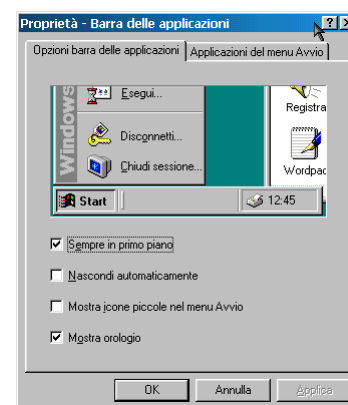 Proprietà - Barra delle applicazioni
Opzioni barra delle applicazioni
Applicazioni del menu Avvio
Windows
Esegui...
Disconnetti...
Chiudi sessione...
Registra
Wordpad
Start
12:45
Sempre in primo piano
Nascondi automaticamente
Mostra icone piccole nel menu Avvio
Mostra orologio
OK
Annulla
Applica